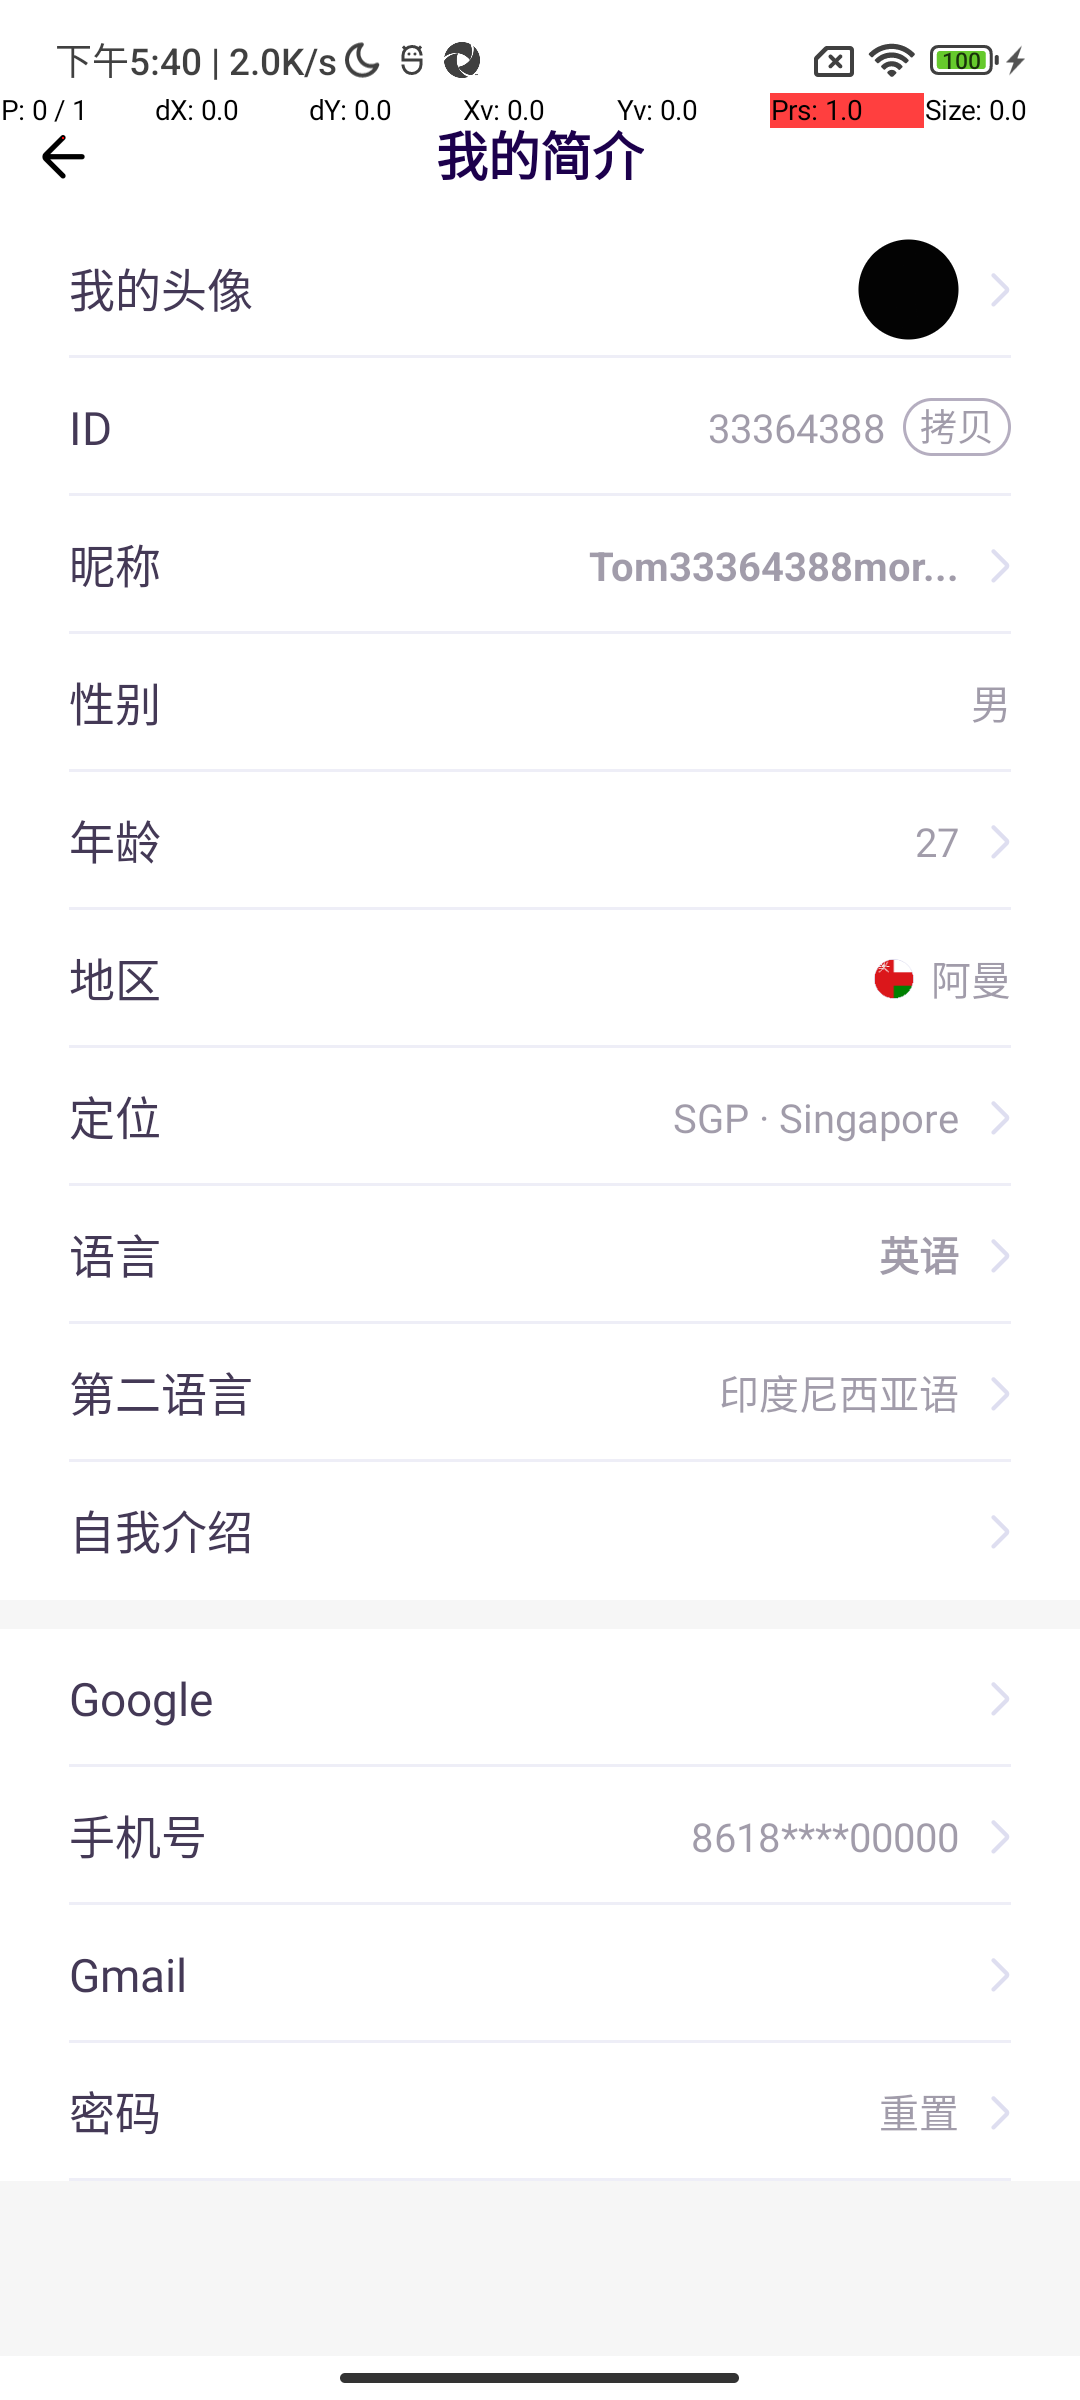 下午5:40 | 2.0K/s
100
P: 0 / 1 dX: 0.0 dY: 0.0 Xv: 0.0 Yv: 0.0 Prs: 1.0 Size: 0.0
我的简介
我的头像
ID 33364388 拷贝
昵称 Tom33364388mor...
性别 男
年龄 27
地区 阿曼
定位 SGP · Singapore
语言 英语
第二语言 印度尼西亚语
自我介绍
Google
手机号 8618****00000
Gmail
密码 重置